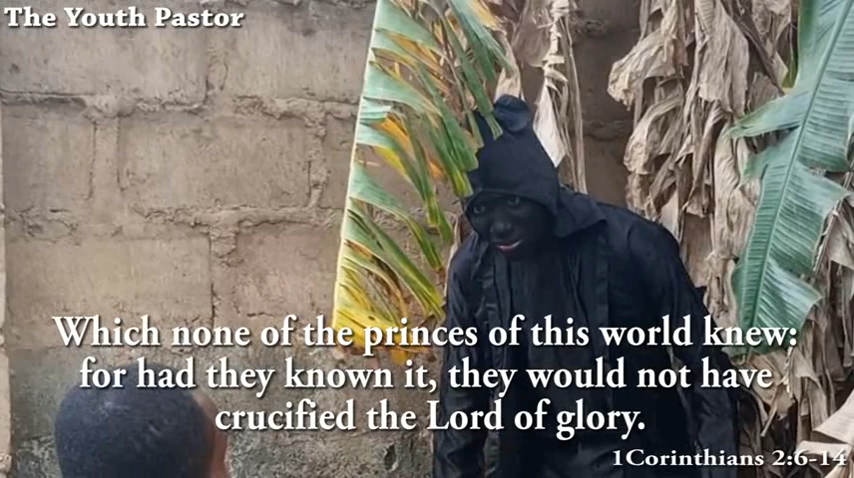 The Youth Pastor
Which none of the princes of this world knew:
for had they known it, they would not have
crucified the Lord of glory.
1Corinthians 2:6-14